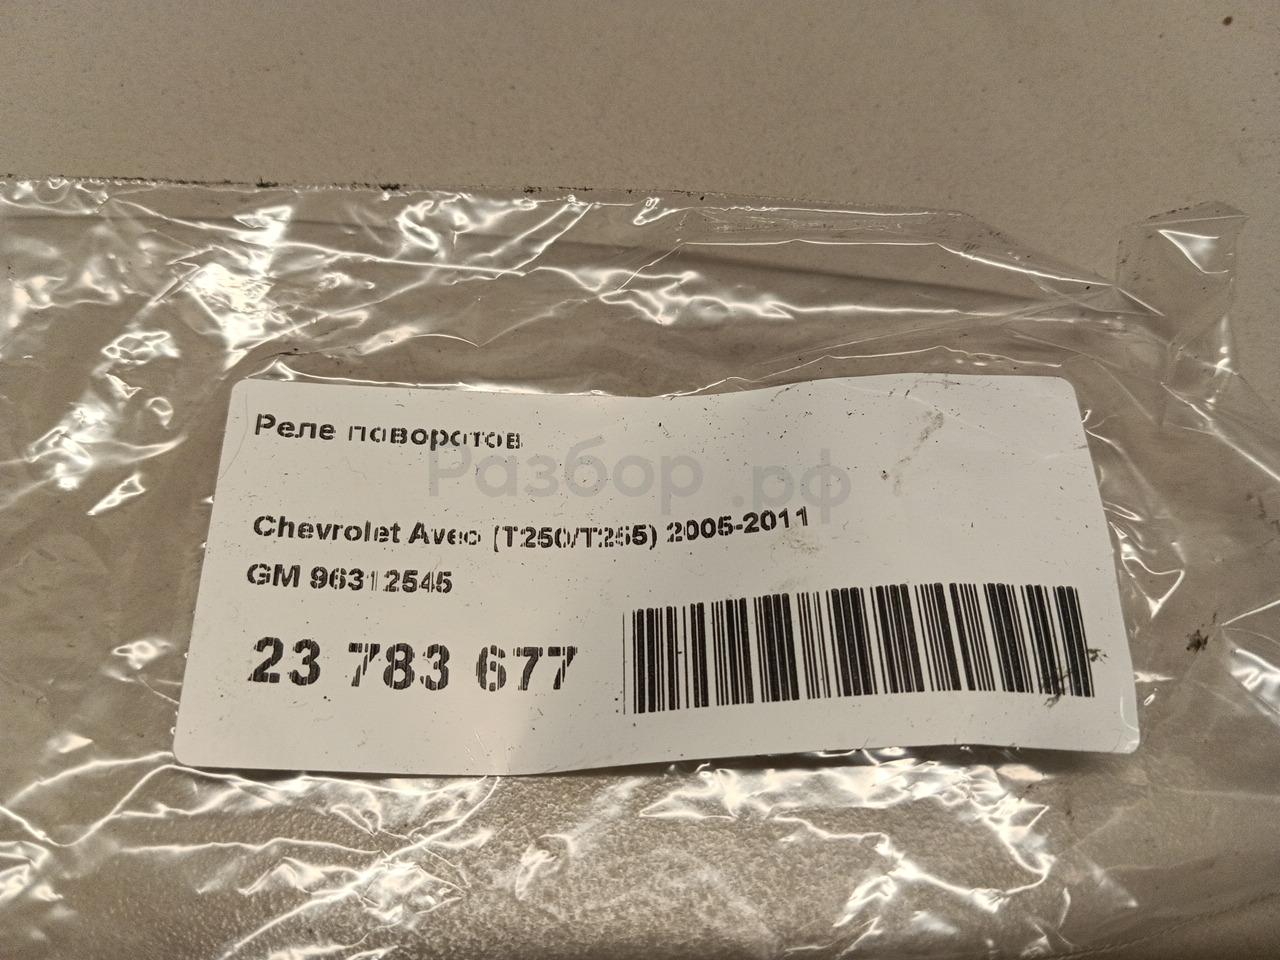 Реле поворотов
Разбор.рф
Chevrolet Aveo (T250/T255) 2005-2011
GM 96312545
23 783 677